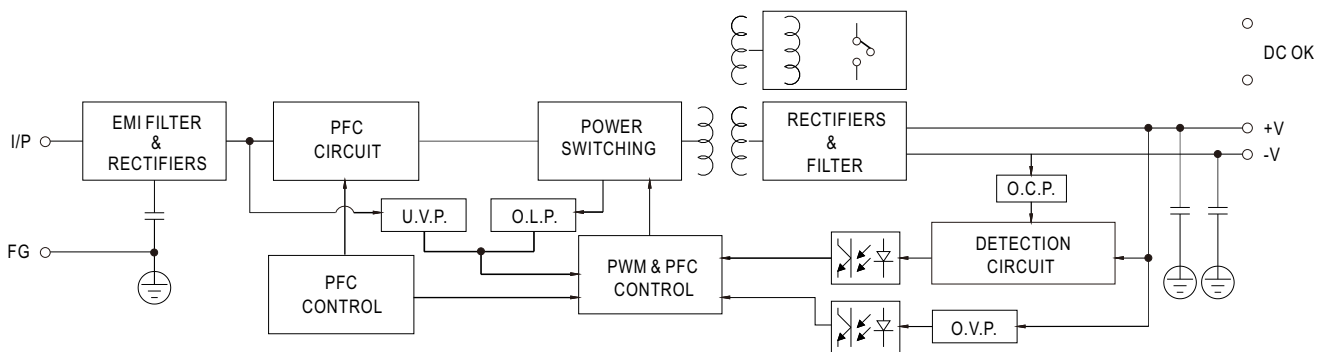 DC OK
I/P
EMI FILTER
&
RECTIFIERS
PFC
CIRCUIT
POWER
SWITCHING
RECTIFIERS
&
FILTER
+V
-V
O.C.P.
U.V.P.
O.L.P.
FG
PFC
CONTROL
PWM & PFC
CONTROL
DETECTION
CIRCUIT
O.V.P.